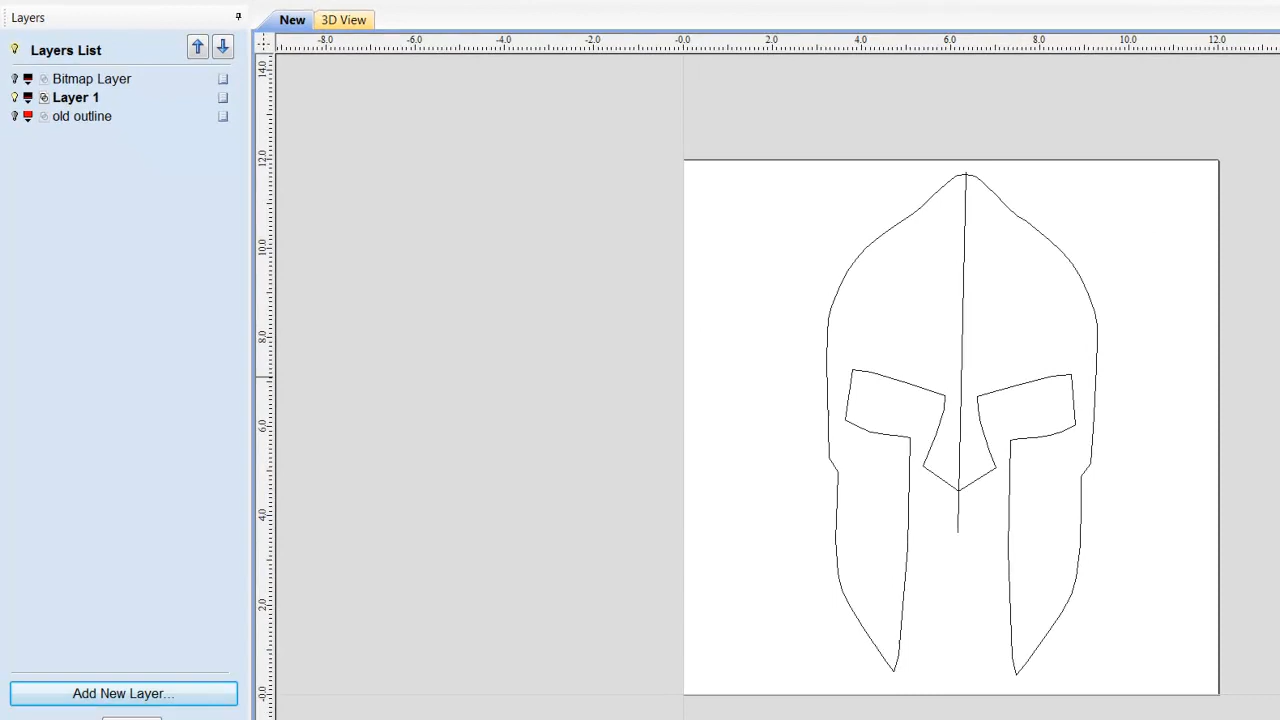 Layers
New
3D View
Layers List
-8.0 -6.0 -4.0 -2.0 -0.0 2.0 4.0 6.0 8.0 10.0 12.0
Bitmap Layer
Layer 1
old outline
14.0
12.0
10.0
8.0
6.0
4.0
2.0
-0.0
Add New Layer...